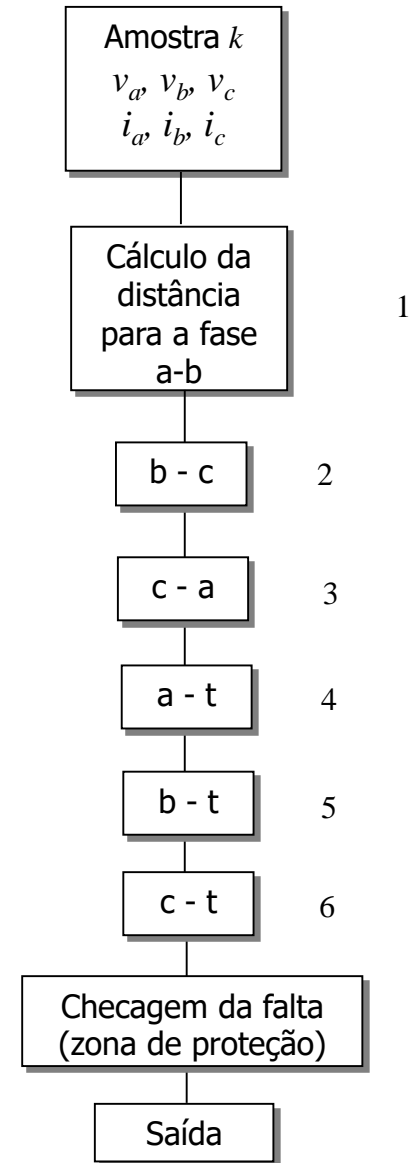 Amostra k
va, vb, vc
ia, ib, ic
Cálculo da
distância
para a fase
a-b
1
b - c
2
c - a
3
a - t
4
b - t
5
c - t
6
Checagem da falta
(zona de proteção)
Saída